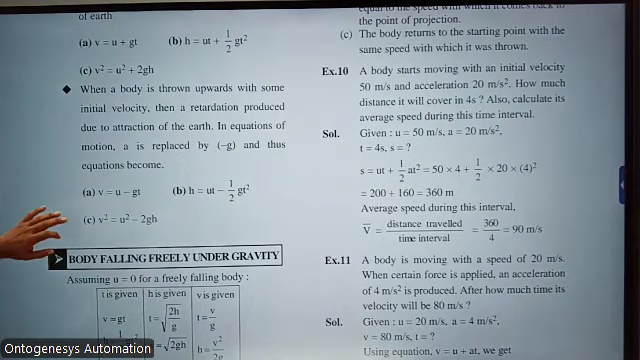 of earth
(a) v = u + gt (b) h = ut + 1/2 gt²
(c) v² = u² + 2gh
◆ When a body is thrown upwards with some
initial velocity, then a retardation produced
due to attraction of the earth. In equations
of motion, a is replaced by (–g) and thus
equations become.
(a) v = u – gt (b) h = ut – 1/2 gt²
(c) v² = u² – 2gh
BODY FALLING FREELY UNDER GRAVITY
Assuming u = 0 for a freely falling body :
t is given h is given v is given
v = gt t = √(2h/g) t = v/g
= √2gh h = v²/2g
equal to the speed with which it comes back to
the point of projection.
(c) The body returns to the starting point with the
same speed with which it was thrown.
Ex.10 A body starts moving with an initial velocity
50 m/s and acceleration 20 m/s². How much
distance it will cover in 4s ? Also, calculate its
average speed during this time interval.
Sol. Given : u = 50 m/s, a = 20 m/s²,
t = 4s, s = ?
s = ut + 1/2 at² = 50 × 4 + 1/2 × 20 × (4)²
= 200 + 160 = 360 m
Average speed during this interval,
v̅ = distance travelled / time interval = 360/4 = 90 m/s
Ex.11 A body is moving with a speed of 20 m/s.
When certain force is applied, an acceleration
of 4 m/s² is produced. After how much time its
velocity will be 80 m/s ?
Sol. Given : u = 20 m/s, a = 4 m/s²,
v = 80 m/s, t = ?
Using equation, v = u + at, we get
Ontogenesys Automation